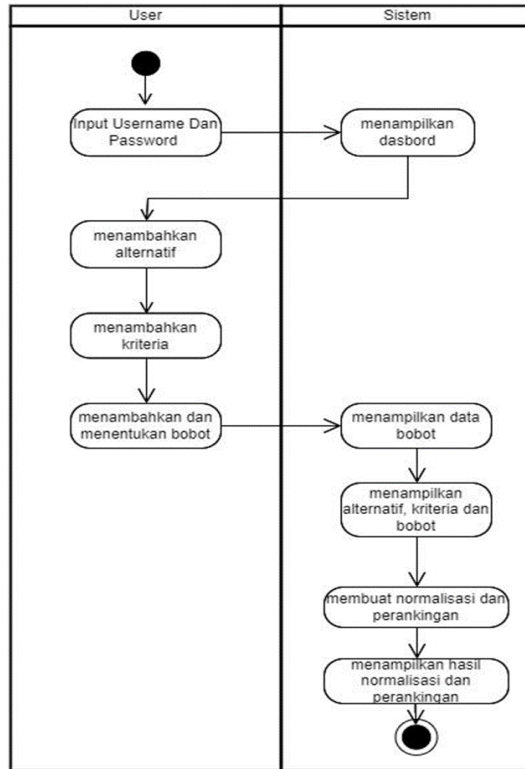 User
Sistem
Input Username Dan
Password
menampilkan
dasbord
menambahkan
alternatif
menambahkan
kriteria
menambahkan dan
menentukan bobot
menampilkan data
bobot
menampilkan
alternatif, kriteria dan
bobot
membuat normalisasi dan
perankingan
menampilkan hasil
normalisasi dan
perankingan